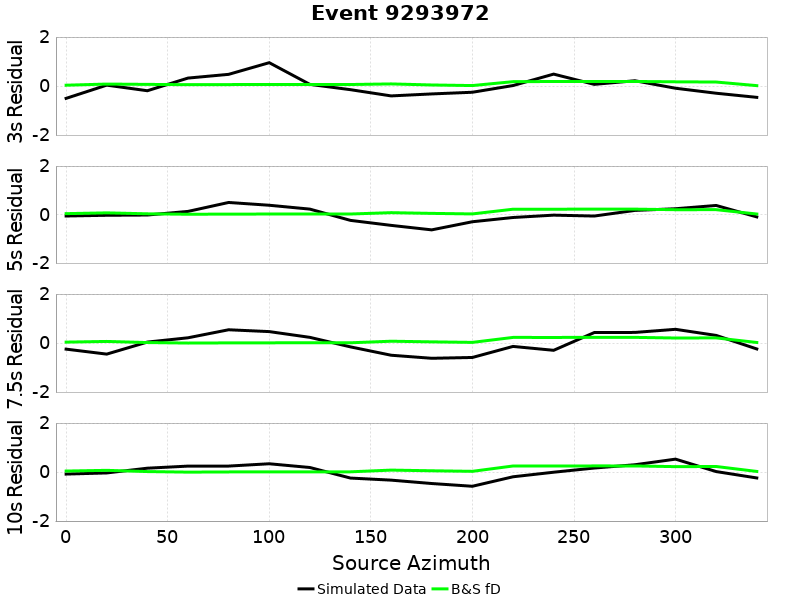 Event 9293972
3s Residual
2
0
-2
5s Residual
2
0
-2
7.5s Residual
2
0
-2
10s Residual
2
0
-2
0 50 100 150 200 250 300
Source Azimuth
Simulated Data B&S fD